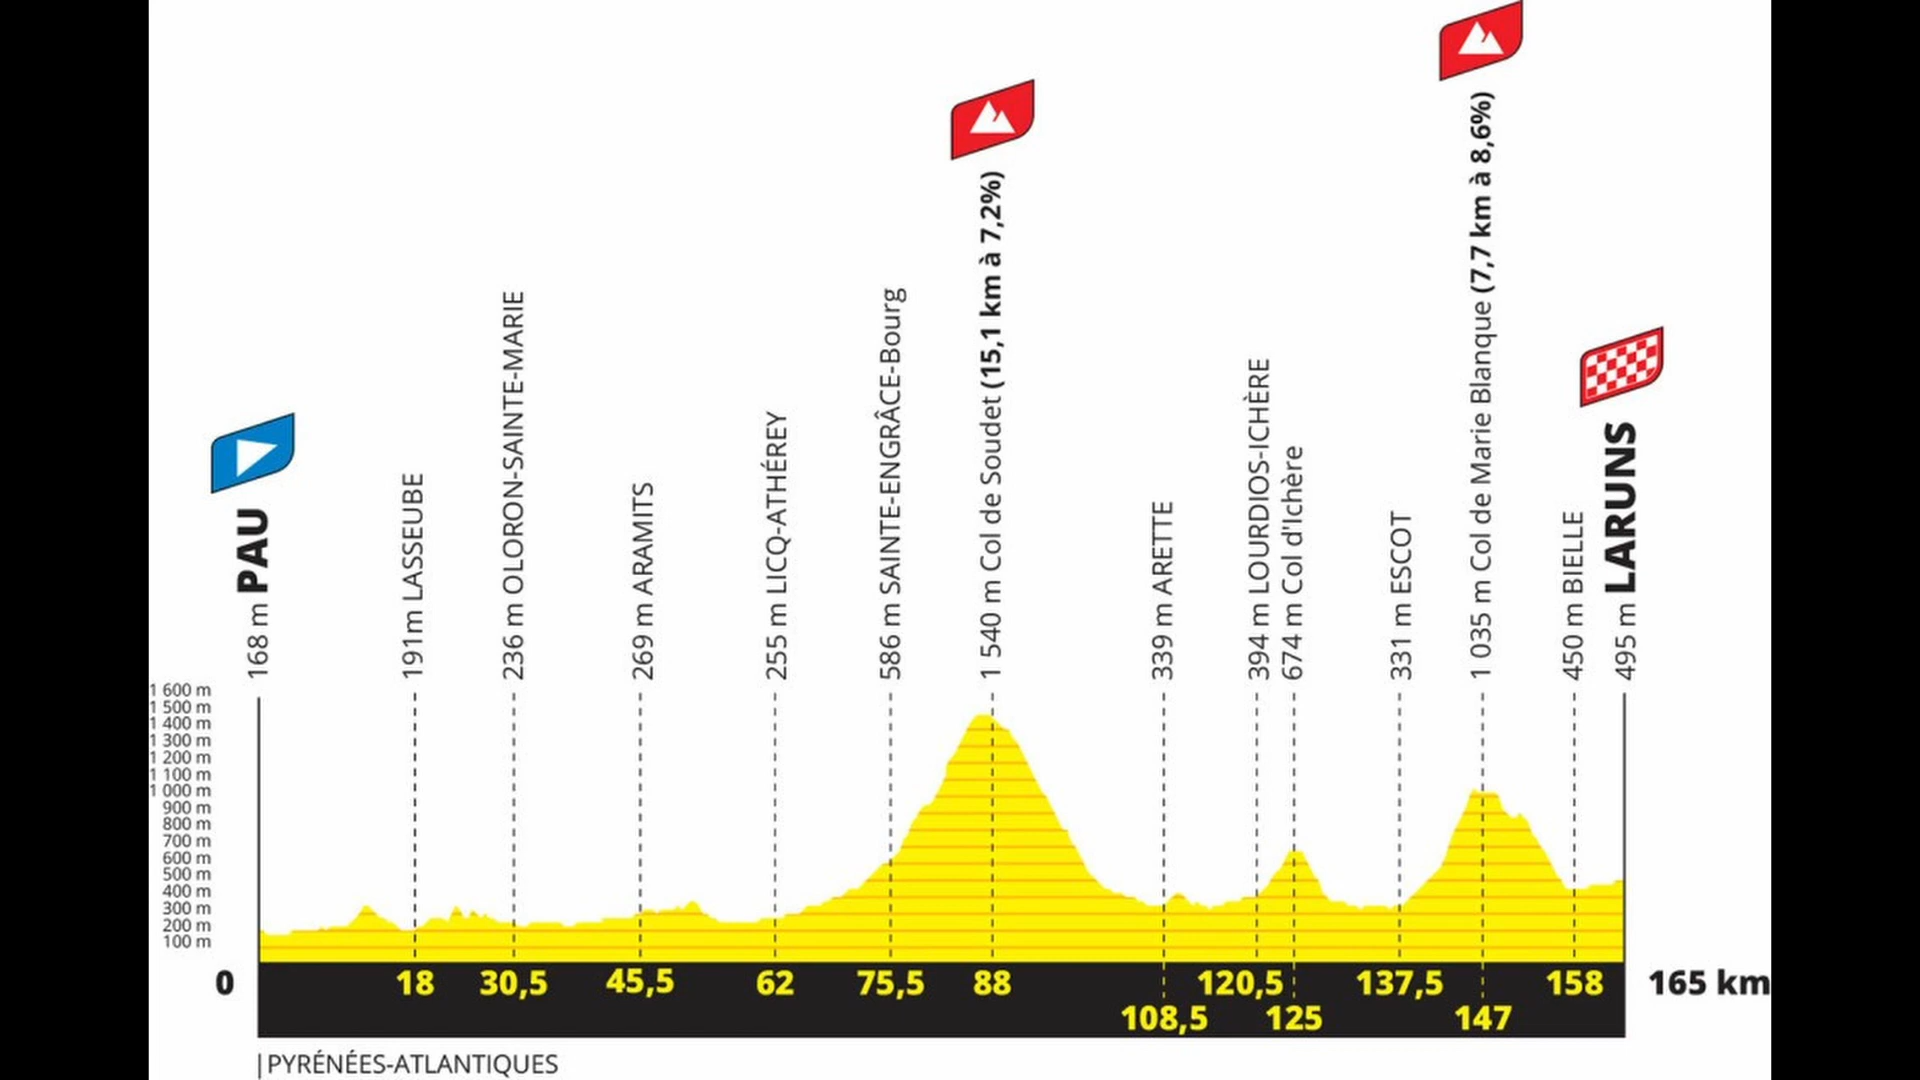 168 m PAU
191m LASSEUBE
236 m OLORON-SAINTE-MARIE
269 m ARAMITS
255 m LICQ-ATHÉREY
586 m SAINTE-ENGRÂCE-Bourg
1 540 m Col de Soudet (15,1 km à 7,2%)
339 m ARETTE
394 m LOURDIOS-ICHÈRE
674 m Col d'Ichère
331 m ESCOT
1 035 m Col de Marie Blanque (7,7 km à 8,6%)
450 m BIELLE
495 m LARUNS
1 600 m
1 500 m
1 400 m
1 300 m
1 200 m
1 100 m
1 000 m
900 m
800 m
700 m
600 m
500 m
400 m
300 m
200 m
100 m
0 18 30,5 45,5 62 75,5 88 120,5 137,5 158 165 km
108,5 125 147
PYRÉNÉES-ATLANTIQUES